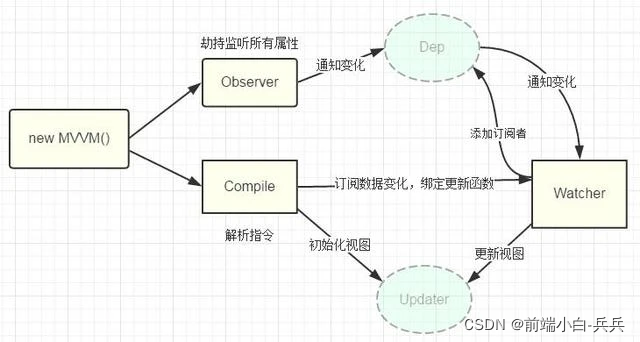 劫持监听所有属性
Dep
Observer
通知变化
通知变化
new MVVM()
添加订阅者
Compile
订阅数据变化，绑定更新函数
Watcher
解析指令
初始化视图
更新视图
Updater
CSDN @前端小白-兵兵